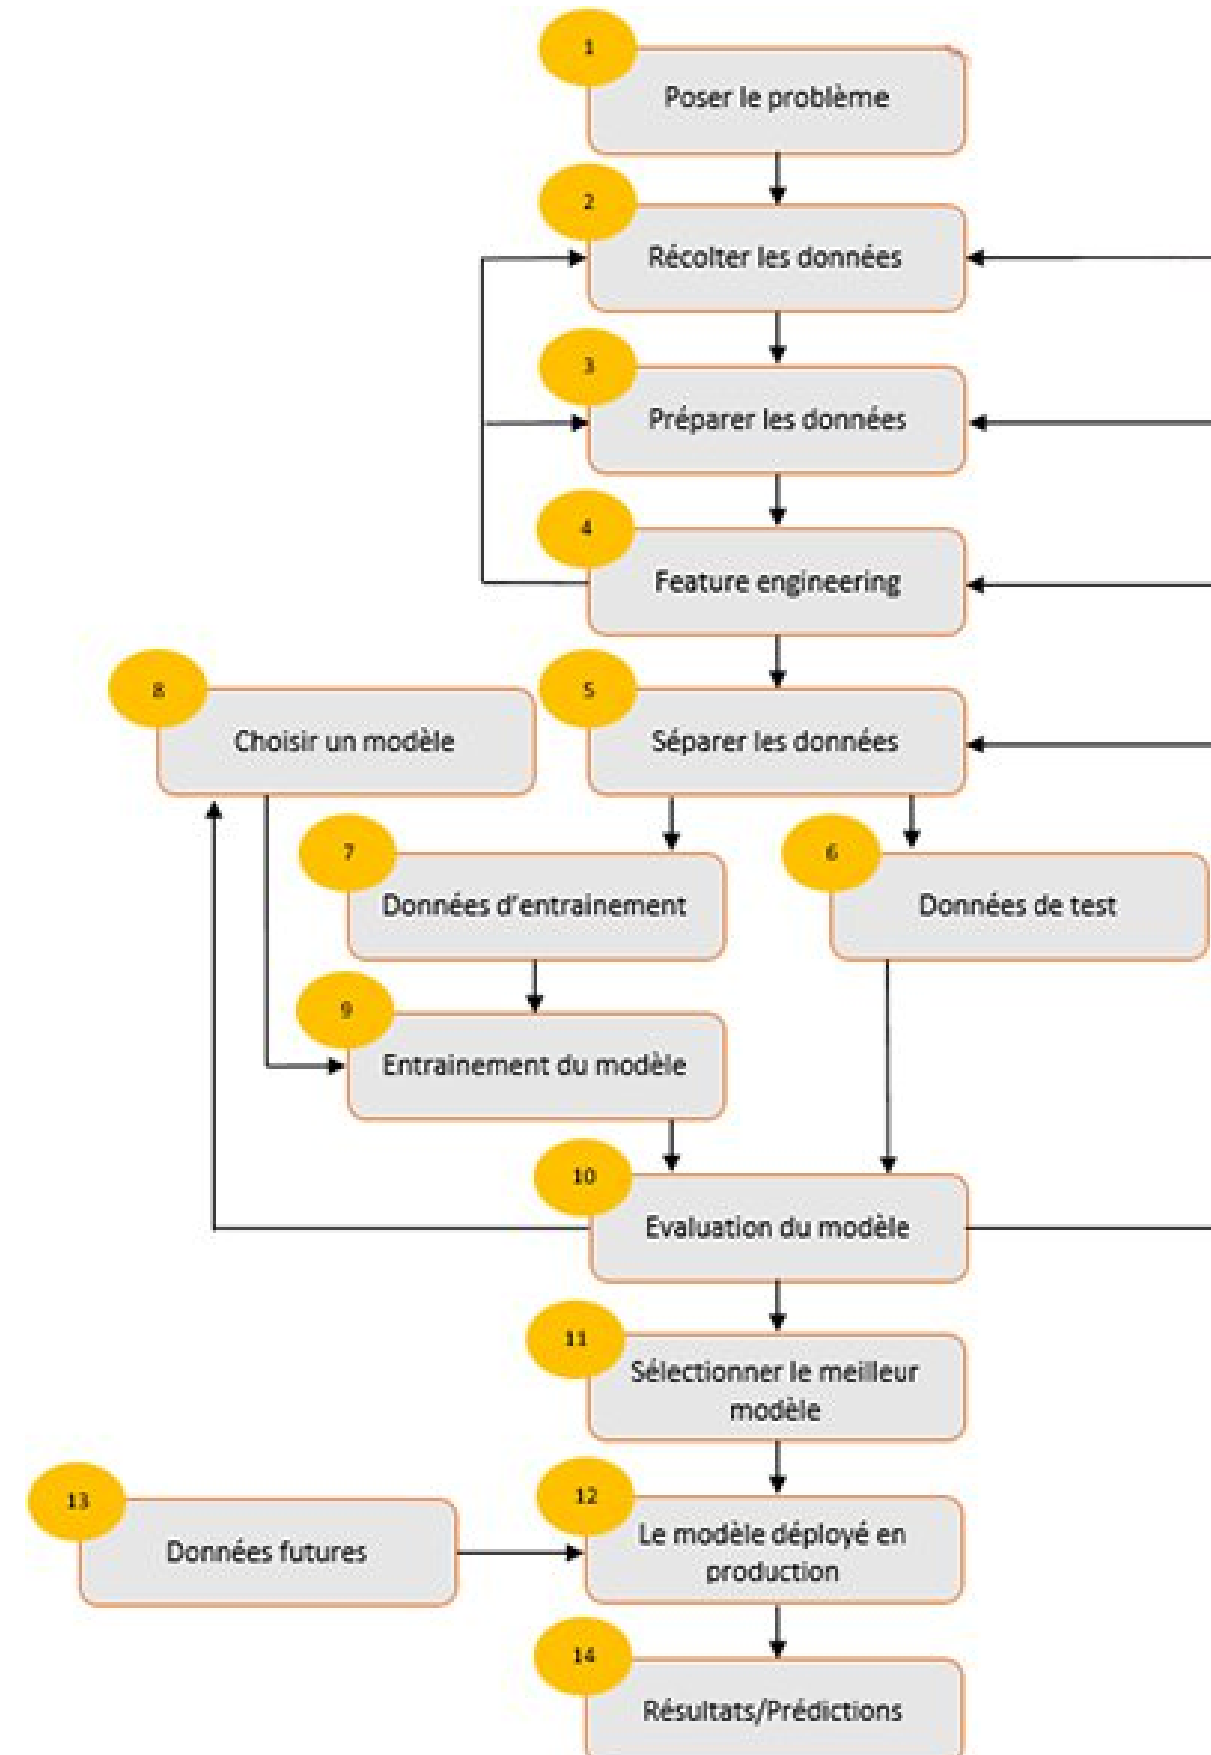 1
Poser le problème
2
Récolter les données
3
Préparer les données
4
Feature engineering
8
Choisir un modèle
5
Séparer les données
7
Données d'entrainement
6
Données de test
9
Entrainement du modèle
10
Evaluation du modèle
11
Sélectionner le meilleur
modèle
13
Données futures
12
Le modèle déployé en
production
14
Résultats/Prédictions